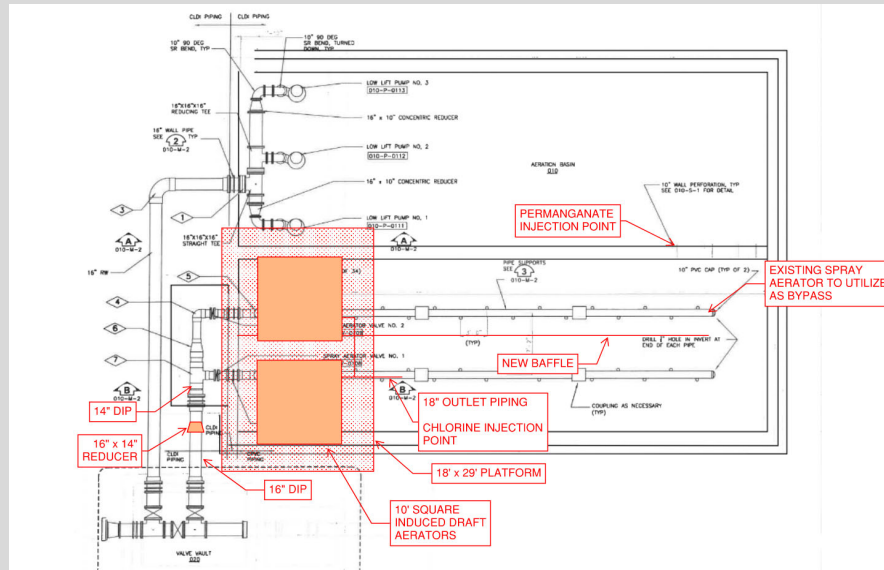 CLDI PIPING
CLDI PIPING
10" 90 DEG
SR BEND, TYP
10" 90 DEG
SR BEND, TURNED
DOWN, TYP
LOW LIFT PUMP NO. 3
010-P-0113
16"X16"X16"
REDUCING TEE
16" x 10" CONCENTRIC REDUCER
16" WALL PIPE
SEE TYP
2
010-M-2
LOW LIFT PUMP NO. 2
010-P-0112
AERATION BASIN
010
16" x 10" CONCENTRIC REDUCER
10" WALL PERFORATION, TYP
SEE 010-S-1 FOR DETAIL
3
1
LOW LIFT PUMP NO. 1
010-P-0111
PERMANGANATE
INJECTION POINT
A
010-M-2
16"X16"X16"
STRAIGHT TEE
A
010-M-2
16" RW
5
PIPE SUPPORTS
SEE
3
010-M-2
10" PVC CAP (TYP OF 2)
EXISTING SPRAY
AERATOR TO UTILIZE
AS BYPASS
4
6
AERATOR VALVE NO. 2
(TYP)
DRILL HOLE IN INVERT AT
END OF EACH PIPE
7
SPRAY AERATOR VALVE NO. 1
NEW BAFFLE
B
010-M-2
B
010-M-2
14" DIP
18" OUTLET PIPING
CHLORINE INJECTION
POINT
COUPLING AS NECESSARY
(TYP)
16" x 14"
REDUCER
CLDI
PIPING
CLDI
PIPING
CPVC
PIPING
18' x 29' PLATFORM
16" DIP
10' SQUARE
INDUCED DRAFT
AERATORS
VALVE VAULT
020